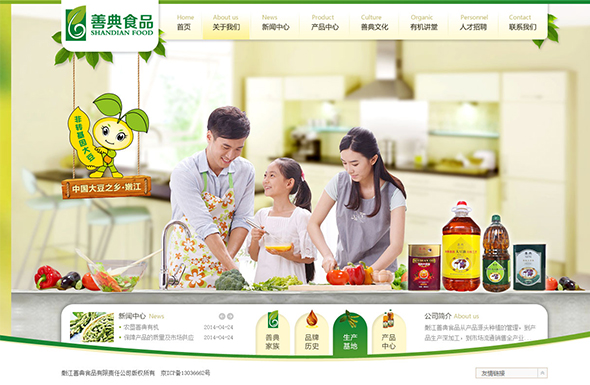 善典食品
SHANDIAN FOOD
Home
首页
About us
关于我们
News
新闻中心
Product
产品中心
Culture
善典文化
Organic
有机讲堂
Personnel
人才招聘
Contact
联系我们
非转基因大豆
中国大豆之乡·嫩江
新闻中心 News
• 农垦善典有机 2014-04-24
• 保障产品的数量及市场供应 2014-04-24
善典
家族
品牌
历史
生产
基地
产品
中心
公司简介 About us
嫩江善典食品从产品源头种植的管理,到产
品生产深加工,到市场流通销售全产业
嫩江善典食品有限责任公司版权所有 京ICP备13036662号
友情链接